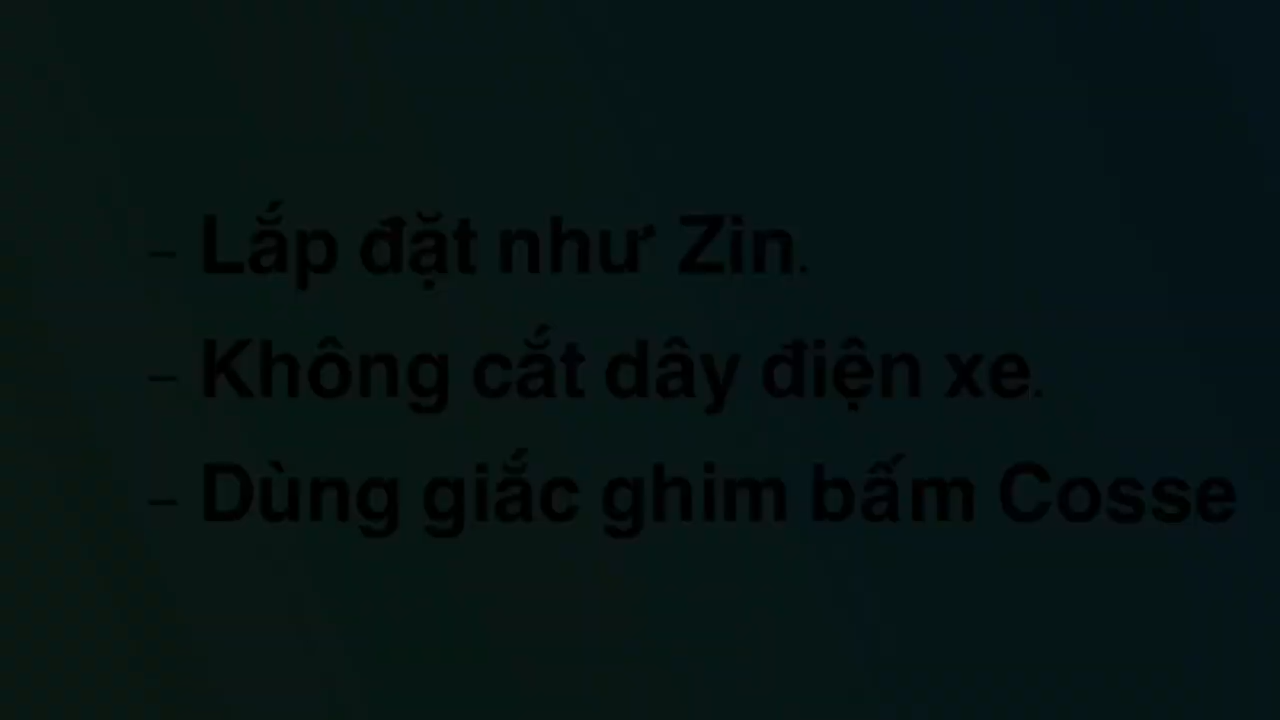 – Lắp đặt như Zin.
– Không cắt dây điện xe.
– Dùng giắc ghim bấm Cosse